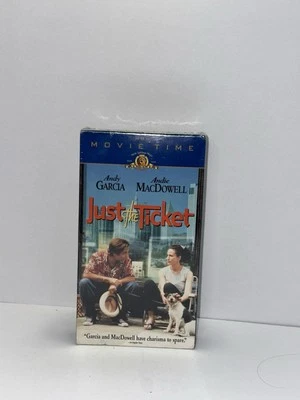 MOVIE TIME
Andy Andie
GARCIA MACDOWELL
Just the Ticket
"Garcia and MacDowell have charisma to spare."